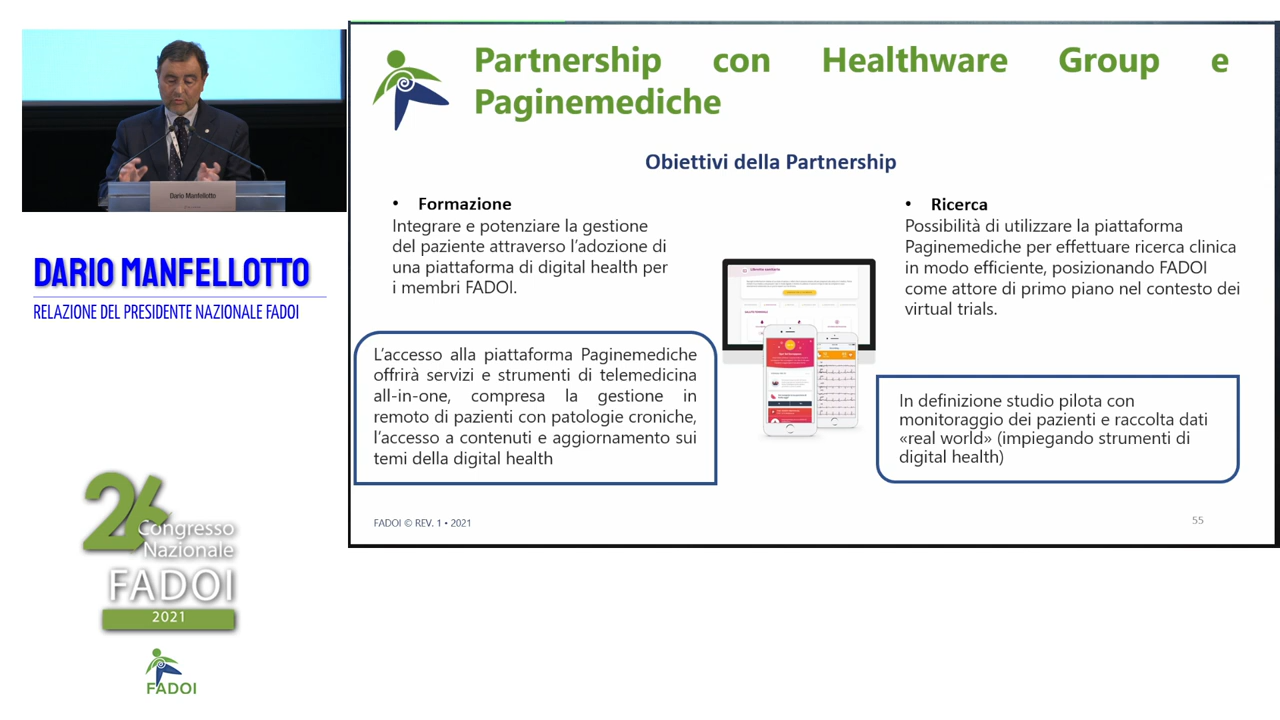 Dario Manfellotto
DARIO MANFELLOTTO
RELAZIONE DEL PRESIDENTE NAZIONALE FADOI
26
Congresso
Nazionale
FADOI
2021
FADOI
Partnership con Healthware Group e
Paginemediche
Obiettivi della Partnership
• Formazione
Integrare e potenziare la gestione
del paziente attraverso l'adozione di
una piattaforma di digital health per
i membri FADOI.
L'accesso alla piattaforma Paginemediche
offrirà servizi e strumenti di telemedicina
all-in-one, compresa la gestione in
remoto di pazienti con patologie croniche,
l'accesso a contenuti e aggiornamento sui
temi della digital health
• Ricerca
Possibilità di utilizzare la piattaforma
Paginemediche per effettuare ricerca clinica
in modo efficiente, posizionando FADOI
come attore di primo piano nel contesto dei
virtual trials.
In definizione studio pilota con
monitoraggio dei pazienti e raccolta dati
«real world» (impiegando strumenti di
digital health)
FADOI © REV. 1 • 2021
55